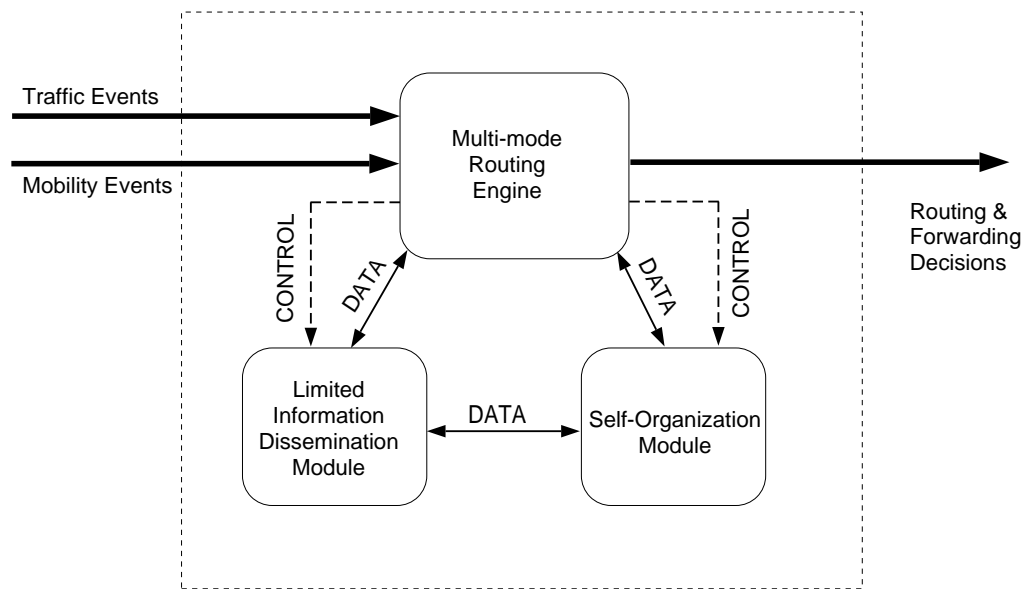 Traffic Events
Mobility Events
Multi-mode
Routing
Engine
Routing &
Forwarding
Decisions
CONTROL
DATA
DATA
CONTROL
Limited
Information
Dissemination
Module
DATA
Self-Organization
Module